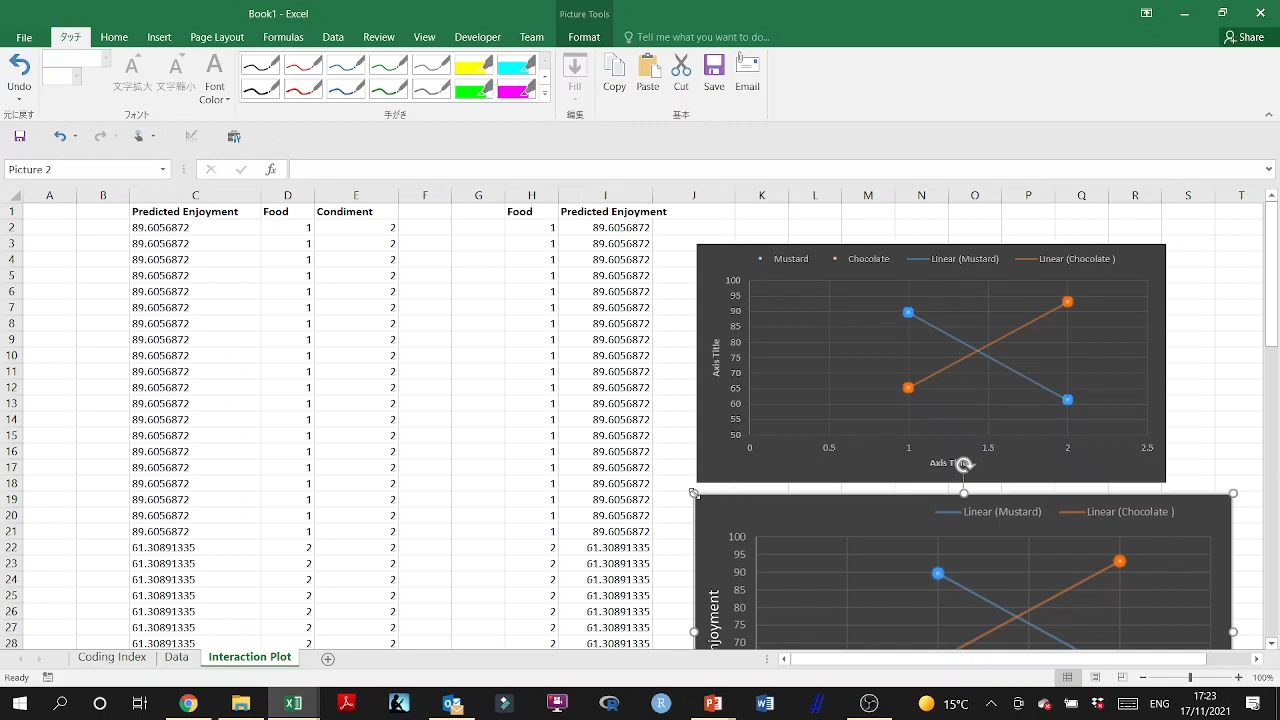 Book1 - Excel
Picture Tools
File タッチ Home Insert Page Layout Formulas Data Review View Developer Team Format Tell me what you want to do... Share
Undo 文字拡大 文字縮小 Font Color Fill Copy Paste Cut Save Email
元に戻す フォント 手がき 編集 基本
Picture 2 fx
A B C D E F G H I J K L M N O P Q R S T
1 Predicted Enjoyment Food Condiment Food Predicted Enjoyment
2 89.6056872 1 2 1 89.6056872
3 89.6056872 1 2 1 89.6056872
4 89.6056872 1 2 1 89.6056872
5 89.6056872 1 2 1 89.6056872
6 89.6056872 1 2 1 89.6056872
7 89.6056872 1 2 1 89.6056872
8 89.6056872 1 2 1 89.6056872
9 89.6056872 1 2 1 89.6056872
10 89.6056872 1 2 1 89.6056872
11 89.6056872 1 2 1 89.6056872
12 89.6056872 1 2 1 89.6056872
13 89.6056872 1 2 1 89.6056872
14 89.6056872 1 2 1 89.6056872
15 89.6056872 1 2 1 89.6056872
16 89.6056872 1 2 1 89.6056872
17 89.6056872 1 2 1 89.6056872
18 89.6056872 1 2 1 89.6056872
19 89.6056872 1 2 1 89.6056872
20 89.6056872 1 2 1 89.6056872
21 89.6056872 1 2 1 89.6056872
22 61.30891335 2 2 2 61.30891335
23 61.30891335 2 2 2 61.30891335
24 61.30891335 2 2 2 61.30891335
25 61.30891335 2 2 2 61.30891335
26 61.30891335 2 2 2 61.30891335
27 61.30891335 2 2 2 61.30891335
28 61.30891335 2 2 2 61.30891335
Mustard Chocolate Linear (Mustard) Linear (Chocolate )
100
95
90
85
80
75
70
65
60
55
50
Axis Title
0 0.5 1 1.5 2 2.5
Linear (Mustard) Linear (Chocolate )
100
95
90
85
80
75
70
Coding Index Data Interaction Plot
Ready 100%
15°C ENG 17:23
17/11/2021